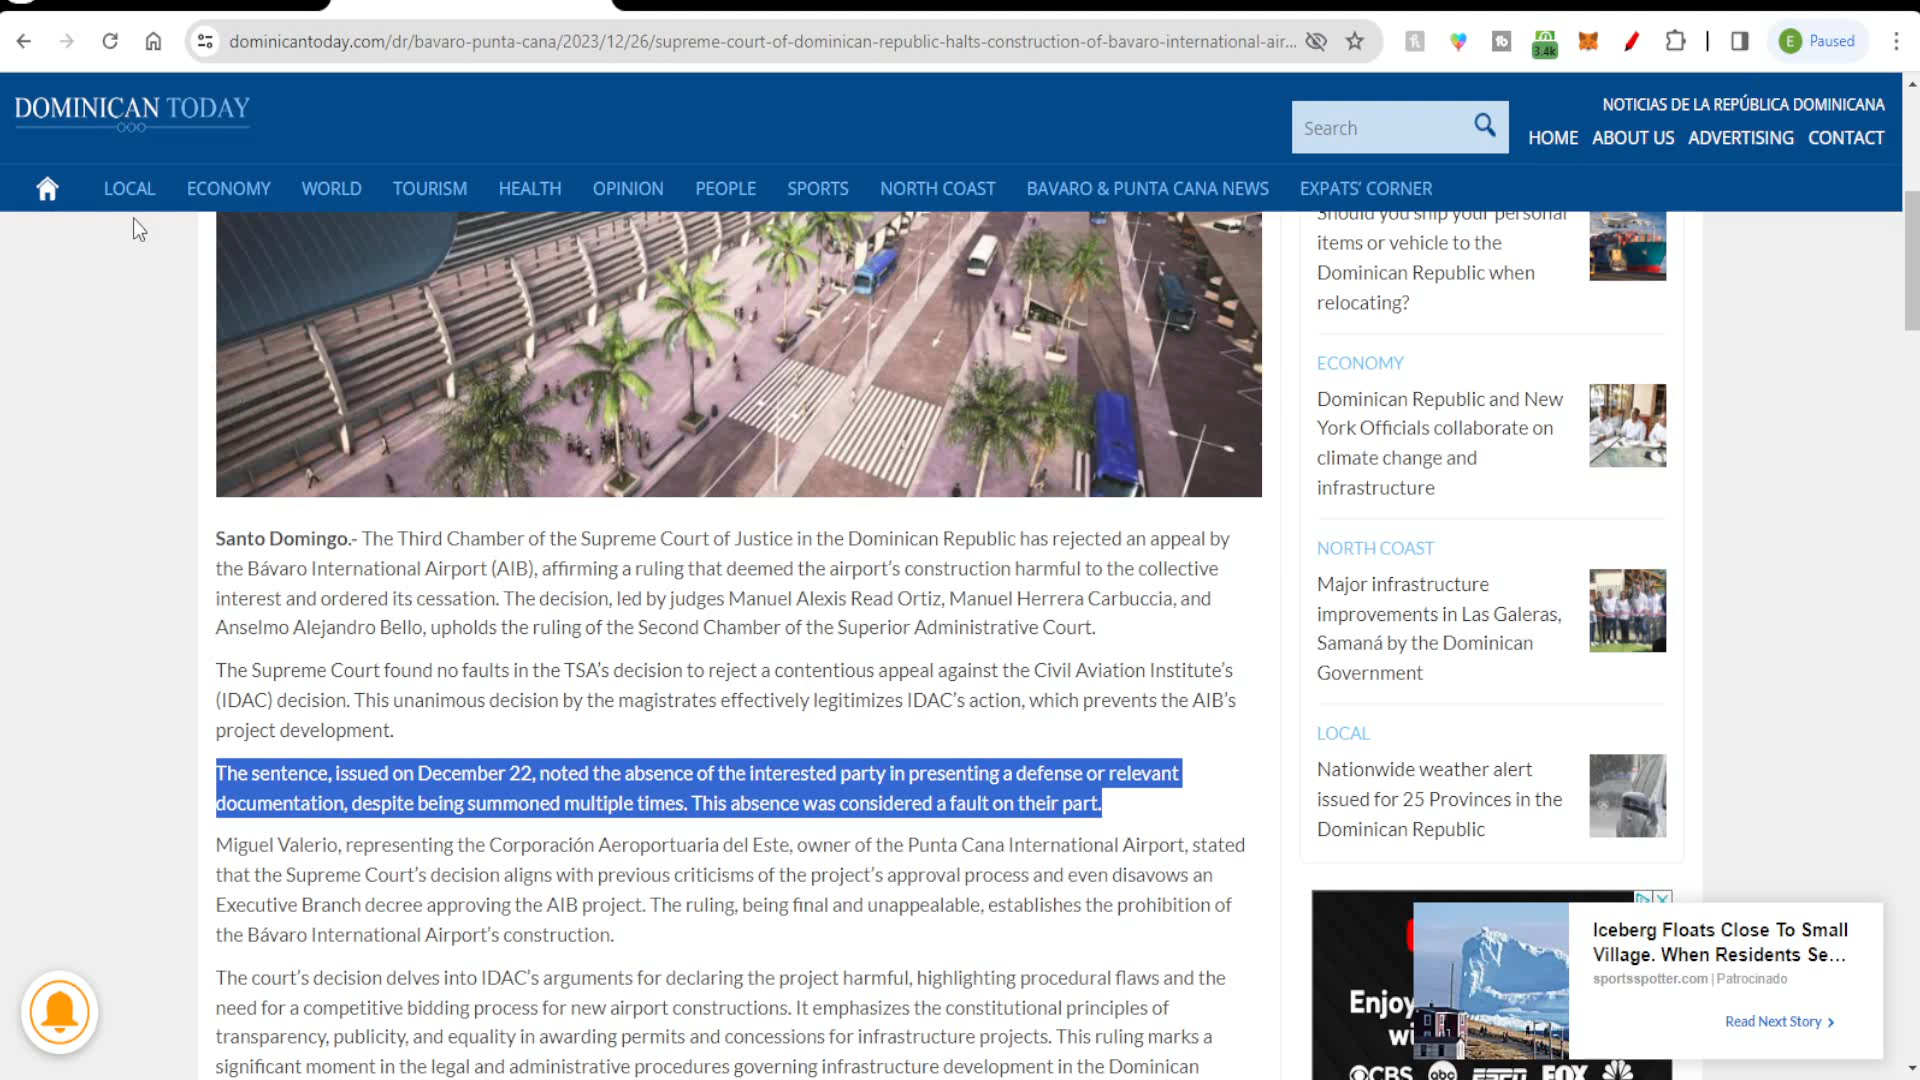 dominicantoday.com/dr/bavaro-punta-cana/2023/12/26/supreme-court-of-dominican-republic-halts-construction-of-bavaro-international-air...
3.4k
E Paused
DOMINICAN TODAY
Search
NOTICIAS DE LA REPÚBLICA DOMINICANA
HOME ABOUT US ADVERTISING CONTACT
LOCAL ECONOMY WORLD TOURISM HEALTH OPINION PEOPLE SPORTS NORTH COAST BAVARO & PUNTA CANA NEWS EXPATS' CORNER
Santo Domingo.- The Third Chamber of the Supreme Court of Justice in the Dominican Republic has rejected an appeal by
the Bávaro International Airport (AIB), affirming a ruling that deemed the airport's construction harmful to the collective
interest and ordered its cessation. The decision, led by judges Manuel Alexis Read Ortiz, Manuel Herrera Carbuccia, and
Anselmo Alejandro Bello, upholds the ruling of the Second Chamber of the Superior Administrative Court.
The Supreme Court found no faults in the TSA's decision to reject a contentious appeal against the Civil Aviation Institute's
(IDAC) decision. This unanimous decision by the magistrates effectively legitimizes IDAC's action, which prevents the AIB's
project development.
The sentence, issued on December 22, noted the absence of the interested party in presenting a defense or relevant
documentation, despite being summoned multiple times. This absence was considered a fault on their part.
Miguel Valerio, representing the Corporación Aeroportuaria del Este, owner of the Punta Cana International Airport, stated
that the Supreme Court's decision aligns with previous criticisms of the project's approval process and even disavows an
Executive Branch decree approving the AIB project. The ruling, being final and unappealable, establishes the prohibition of
the Bávaro International Airport's construction.
The court's decision delves into IDAC's arguments for declaring the project harmful, highlighting procedural flaws and the
need for a competitive bidding process for new airport constructions. It emphasizes the constitutional principles of
transparency, publicity, and equality in awarding permits and concessions for infrastructure projects. This ruling marks a
significant moment in the legal and administrative procedures governing infrastructure development in the Dominican
Should you ship your personal
items or vehicle to the
Dominican Republic when
relocating?
ECONOMY
Dominican Republic and New
York Officials collaborate on
climate change and
infrastructure
NORTH COAST
Major infrastructure
improvements in Las Galeras,
Samaná by the Dominican
Government
LOCAL
Nationwide weather alert
issued for 25 Provinces in the
Dominican Republic
Enjoy
wi
CBS abc ESPN FOX
Iceberg Floats Close To Small
Village. When Residents Se...
sportsspotter.com | Patrocinado
Read Next Story